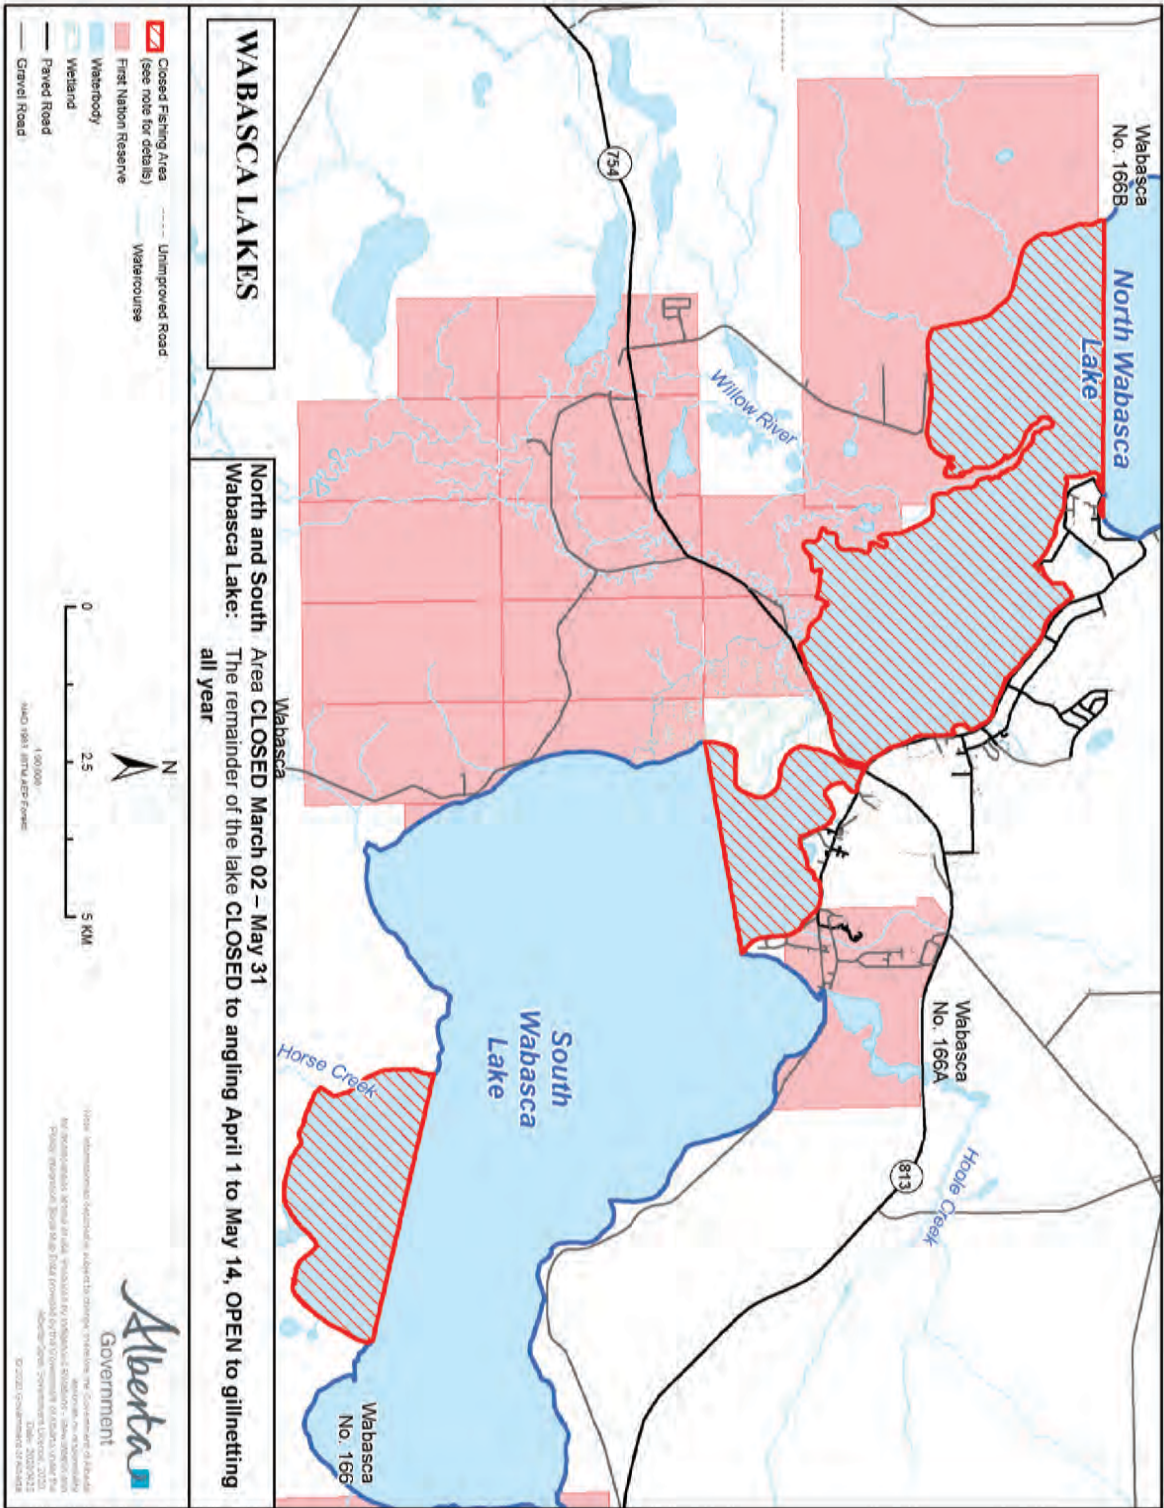 Wabasca
No. 166B
North Wabasca
Lake
754
Willow River
Wabasca
No. 166A
813
Hoole Creek
South
Wabasca
Lake
Horse Creek
Wabasca
Wabasca
No. 166
WABASCA LAKES
North and South Area CLOSED March 02 – May 31
Wabasca Lake: The remainder of the lake CLOSED to angling April 1 to May 14, OPEN to gillnetting
all year
Closed Fishing Area
(see note for details)
First Nation Reserve
Waterbody
Wetland
Paved Road
Gravel Road
Unimproved Road
Watercourse
N
0 2.5 5 KM
Alberta
Government